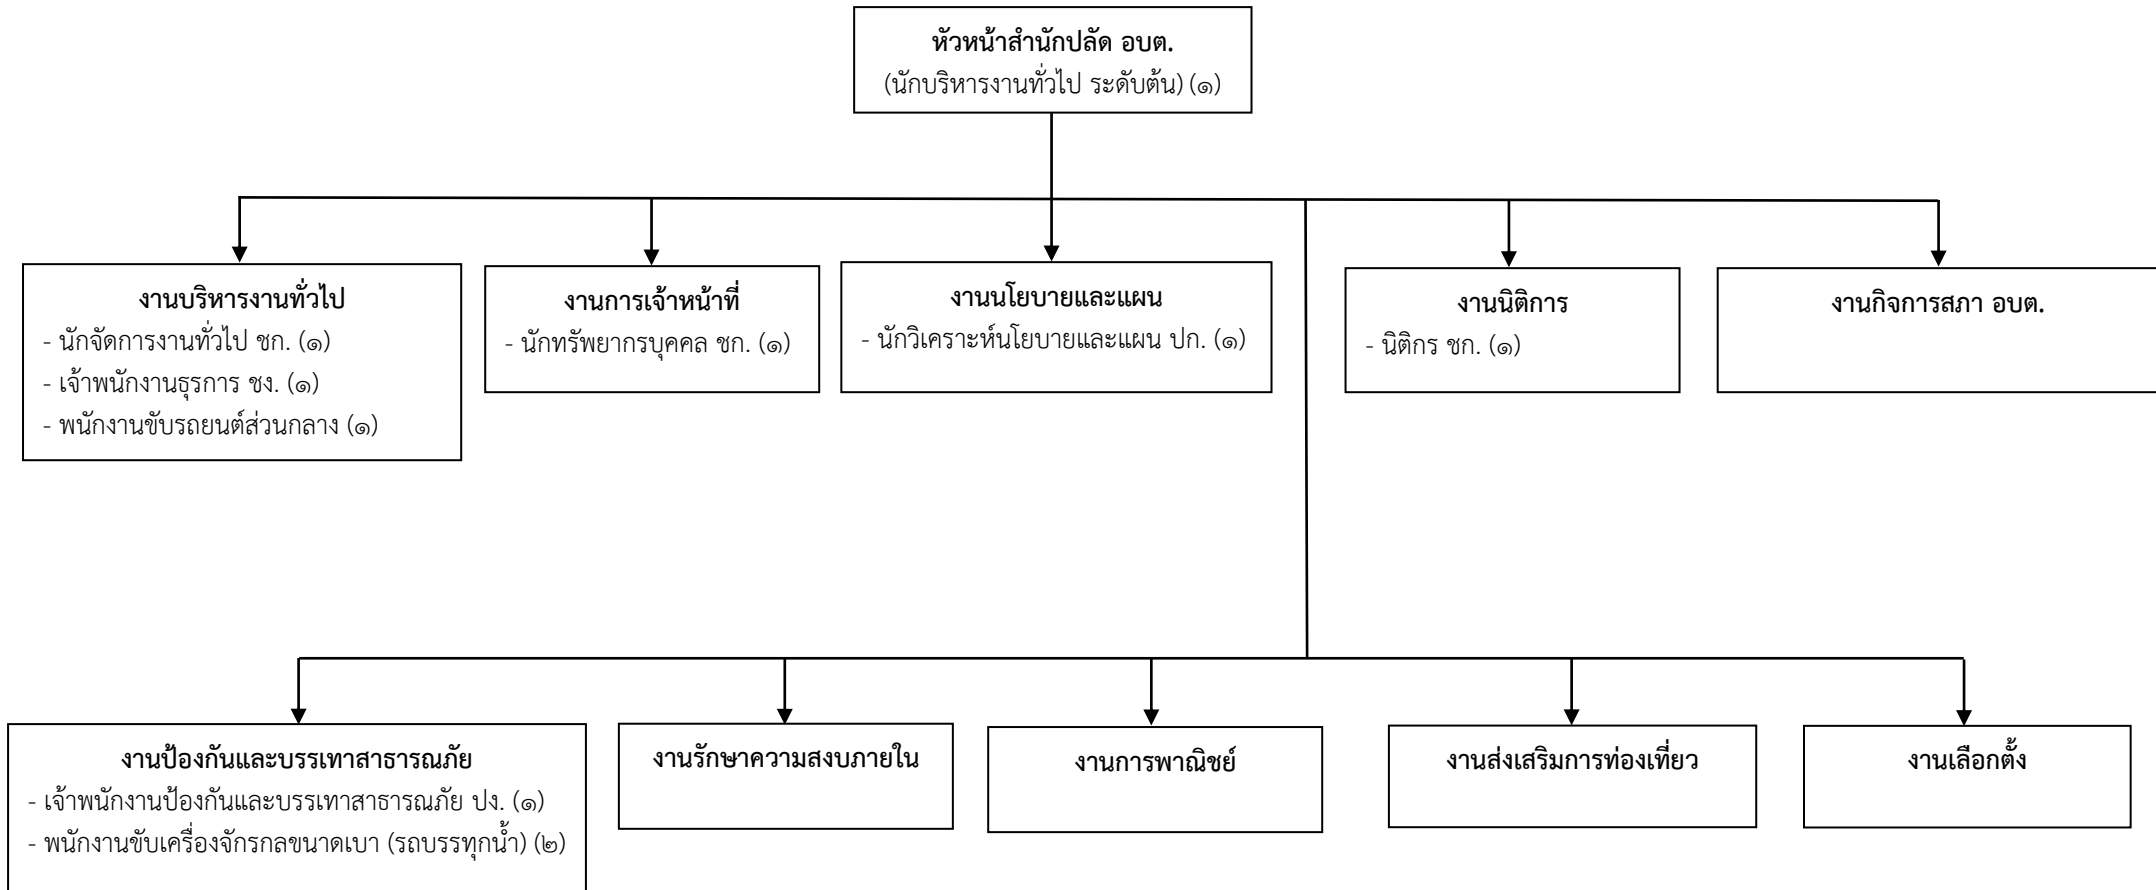 หัวหน้าสำนักปลัด อบต.
(นักบริหารงานทั่วไป ระดับต้น) (๑)
งานบริหารงานทั่วไป
- นักจัดการงานทั่วไป ชก. (๑)
- เจ้าพนักงานธุรการ ชง. (๑)
- พนักงานขับรถยนต์ส่วนกลาง (๑)
งานการเจ้าหน้าที่
- นักทรัพยากรบุคคล ชก. (๑)
งานนโยบายและแผน
- นักวิเคราะห์นโยบายและแผน ปก. (๑)
งานนิติการ
- นิติกร ชก. (๑)
งานกิจการสภา อบต.
งานป้องกันและบรรเทาสาธารณภัย
- เจ้าพนักงานป้องกันและบรรเทาสาธารณภัย ปง. (๑)
- พนักงานขับเครื่องจักรกลขนาดเบา (รถบรรทุกน้ำ) (๒)
งานรักษาความสงบภายใน
งานการพาณิชย์
งานส่งเสริมการท่องเที่ยว
งานเลือกตั้ง